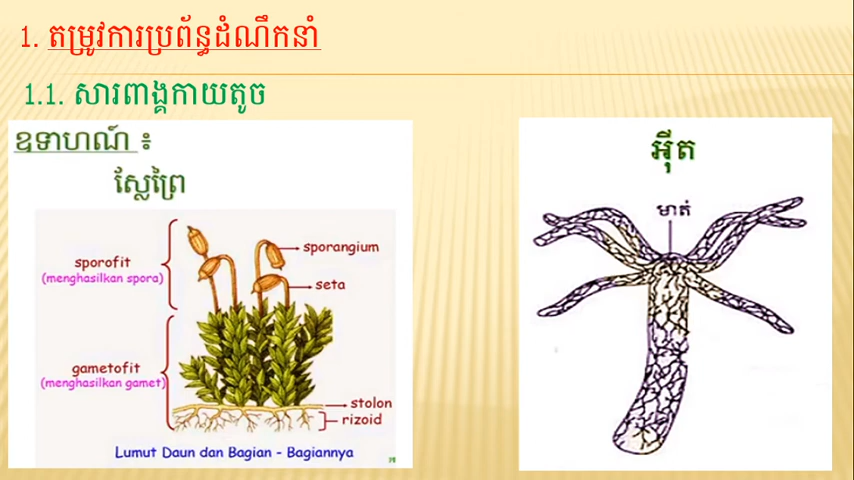 1. តម្រូវការប្រព័ន្ធដំណឹកនាំ
1.1. សារពាង្គកាយតូច
ឧទាហរណ៍ ៖
ស្លែព្រៃ
sporofit
(menghasilkan spora)
sporangium
seta
gametofit
(menghasilkan gamet)
stolon
rizoid
Lumut Daun dan Bagian - Bagiannya
អ៊ីត
មាត់